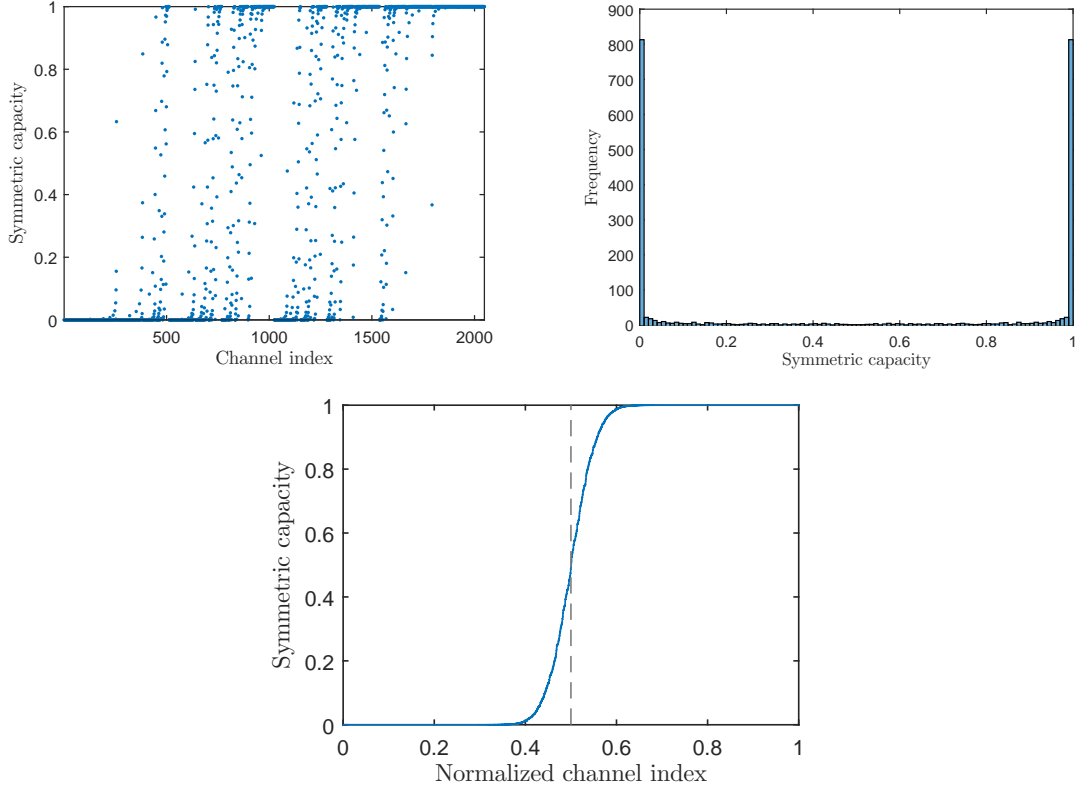 1
0.8
0.6
0.4
0.2
0
Symmetric capacity
500 1000 1500 2000
Channel index
900
800
700
600
500
400
300
200
100
0
Frequency
0 0.2 0.4 0.6 0.8 1
Symmetric capacity
1
0.8
0.6
0.4
0.2
0
Symmetric capacity
0 0.2 0.4 0.6 0.8 1
Normalized channel index